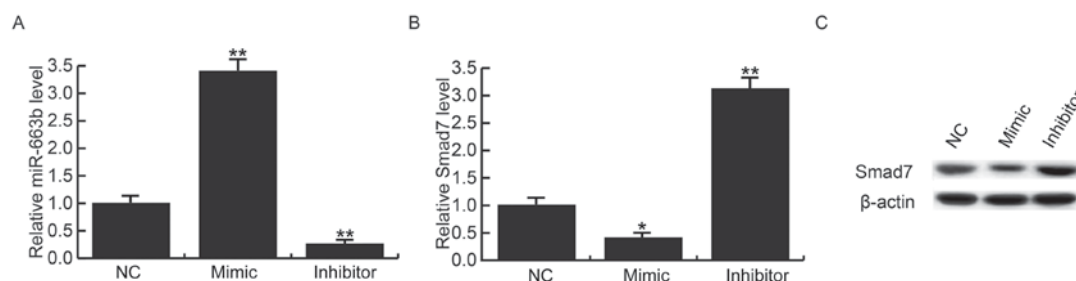 A
Relative miR-663b level
3.5
3.0
2.5
2.0
1.5
1.0
0.5
0.0
**
**
NC Mimic Inhibitor
B
Relative Smad7 level
3.5
3.0
2.5
2.0
1.5
1.0
0.5
0.0
*
**
NC Mimic Inhibitor
C
NC Mimic Inhibitor
Smad7
β-actin